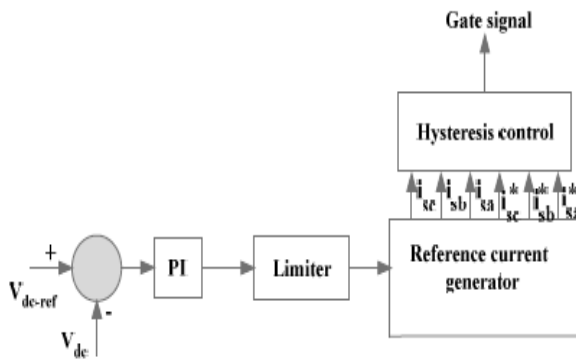 Gate signal
Hysteresis control
i_sc i_sb i_sa i*_sc i*_sb i*_sa
Reference current
generator
+
PI
Limiter
V_dc-ref
-
V_dc